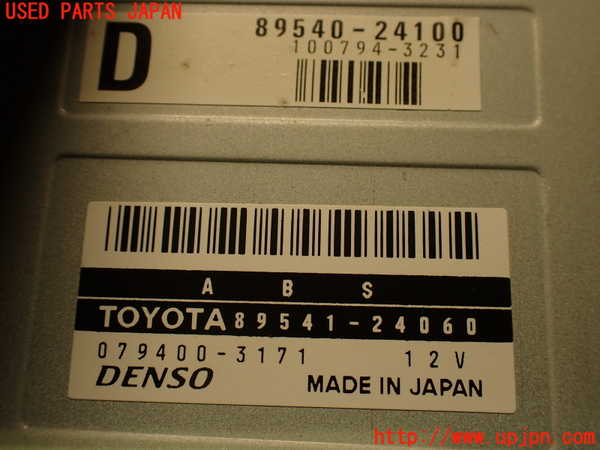 USED PARTS JAPAN
D
89540-24100
100794-3231
ABS
TOYOTA 89541-24060
079400-3171 12V
DENSO MADE IN JAPAN
http://www.upjpn.com